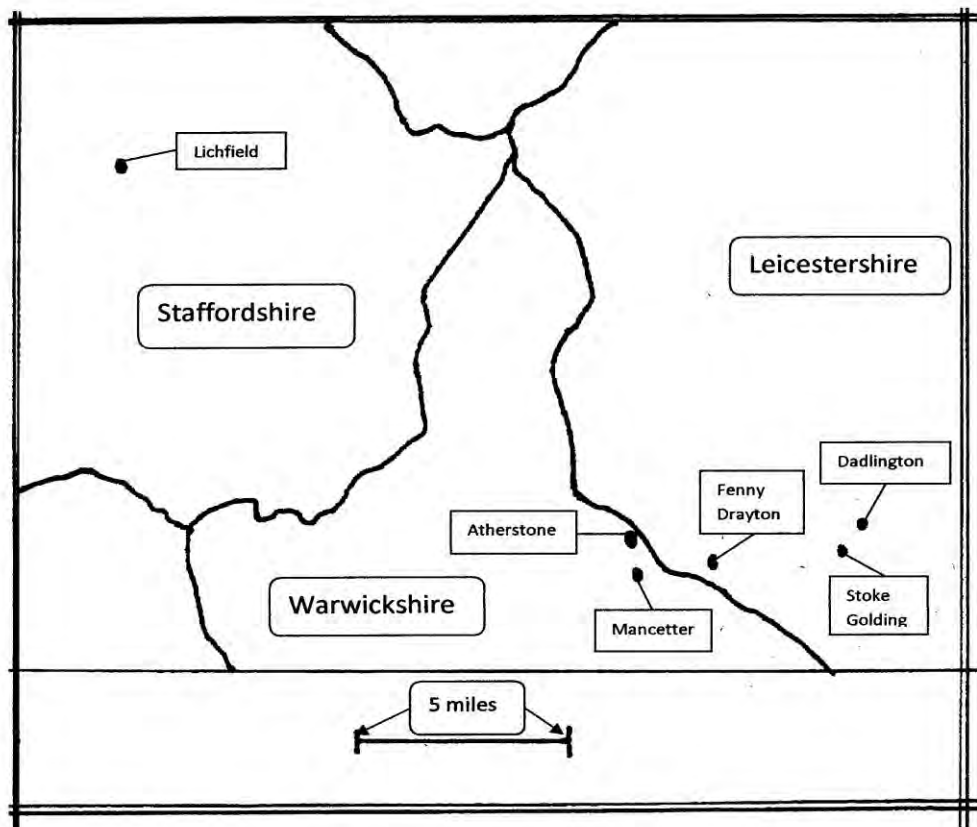 Lichfield
Leicestershire
Staffordshire
Dadlington
Fenny
Drayton
Atherstone
Stoke
Golding
Warwickshire
Mancetter
5 miles